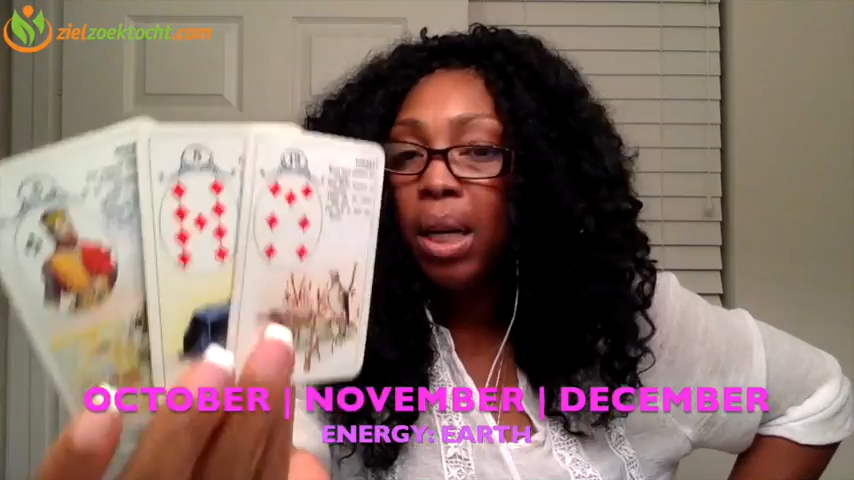 zielzoektocht.com
OCTOBER | NOVEMBER | DECEMBER
ENERGY: EARTH